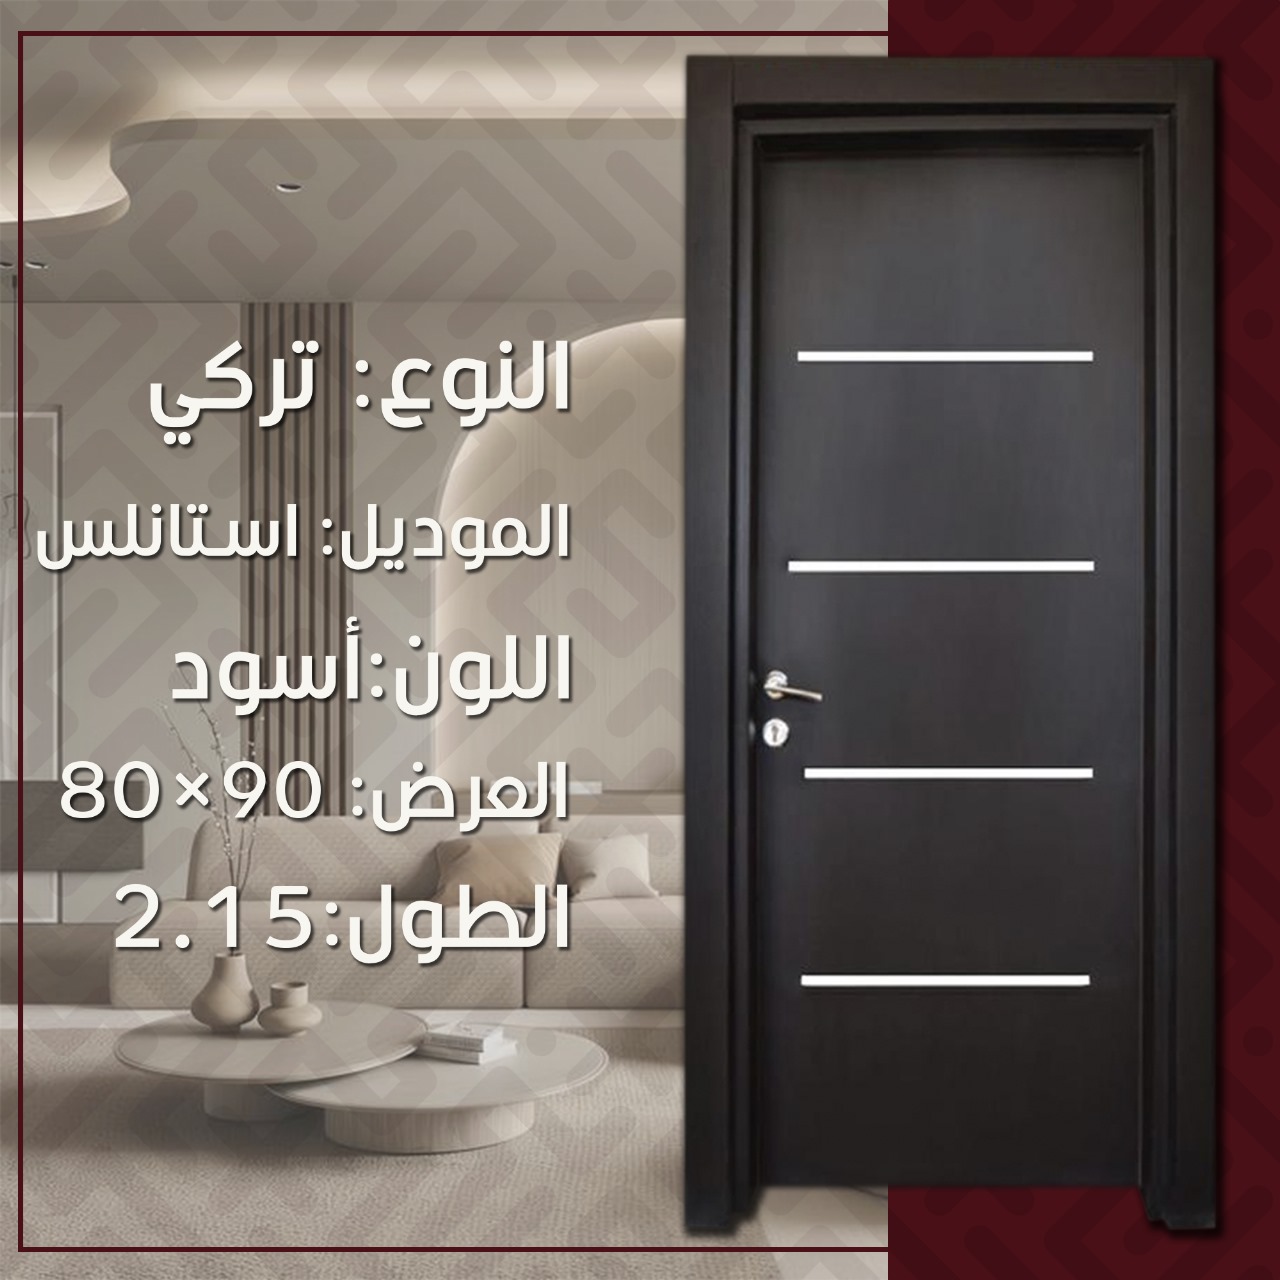 النوع: تركي
الموديل: استانلس
اللون:أسود
العرض: 90×80
الطول:2.15